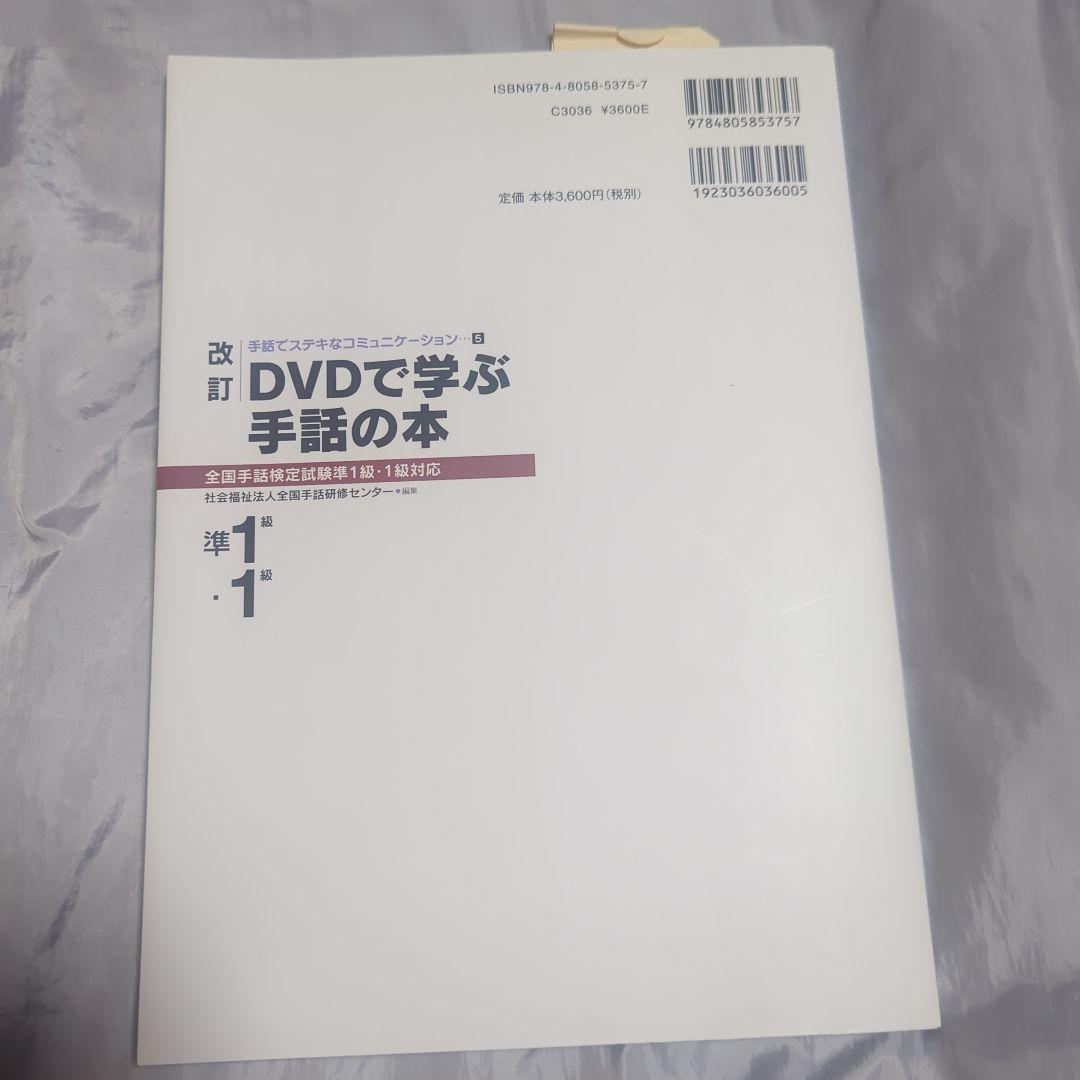 ISBN978-4-8058-5375-7
C3036 ¥3600E
9784805853757
1923036036005
定価 本体3,600円(税別)
改訂
手話でステキなコミュニケーション…5
DVDで学ぶ
手話の本
全国手話検定試験準1級・1級対応
社会福祉法人全国手話研修センター●編集
準1級
・1級